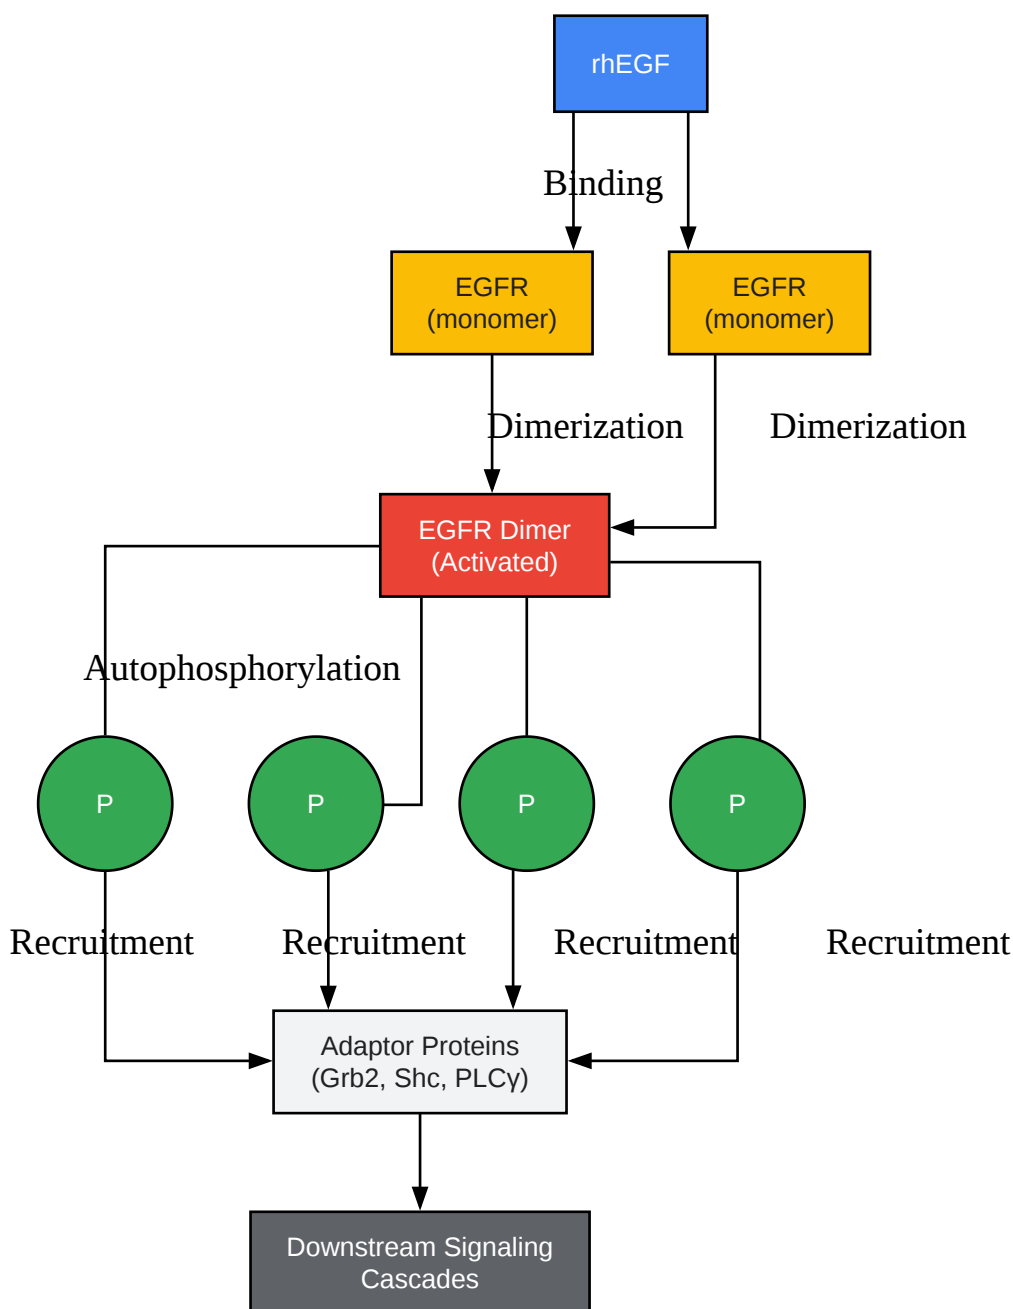 rhEGF
Binding
EGFR
(monomer)
EGFR
(monomer)
Dimerization
Dimerization
EGFR Dimer
(Activated)
Autophosphorylation
P
P
P
P
Recruitment
Recruitment
Recruitment
Recruitment
Adaptor Proteins
(Grb2, Shc, PLCγ)
Downstream Signaling
Cascades